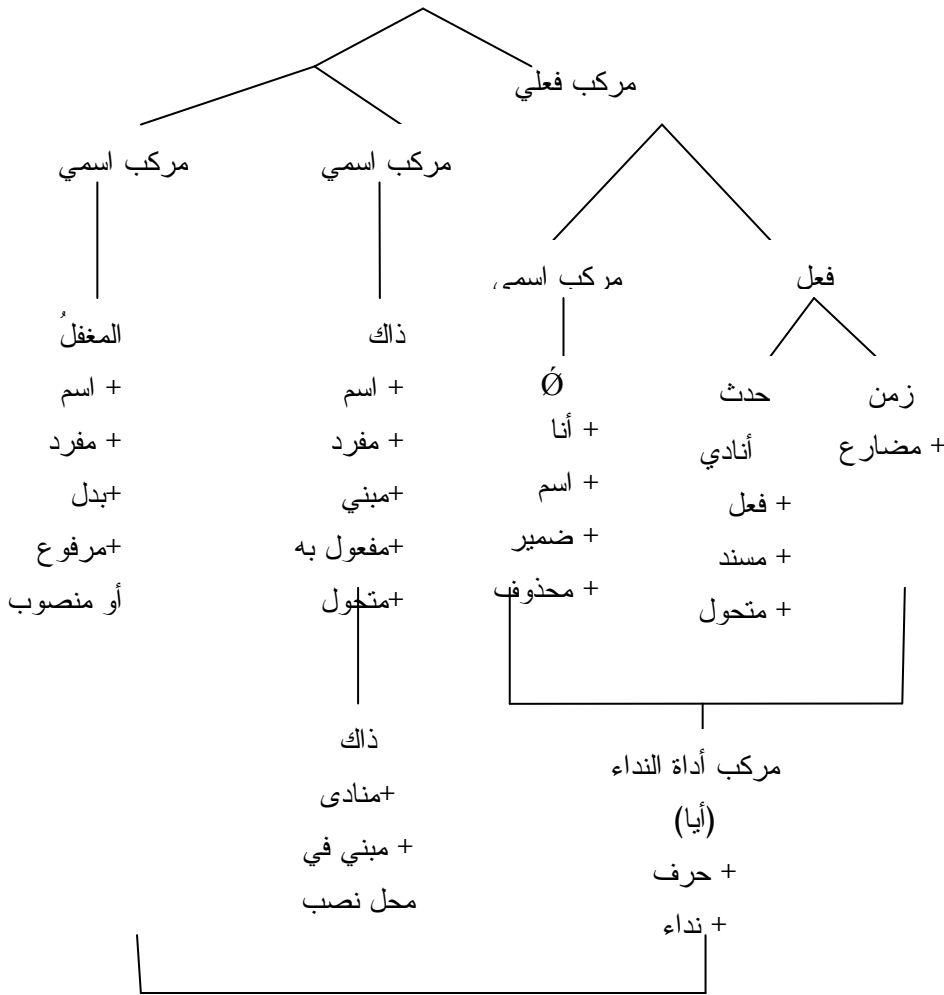 مركب فعلي
مركب اسمي
مركب اسمي
فعل
مركب اسمي
زمن
+ مضارع
حدث
أنادي
+ فعل
+ مسند
+ متحول
Ǿ
+ أنا
+ اسم
+ ضمير
+ محذوف
ذاك
+ اسم
+ مفرد
+مبني
+مفعول به
+متحول
المغفلُ
+ اسم
+ مفرد
+بدل
+مرفوع
أو منصوب
مركب أداة النداء
(أيا)
+ حرف
+ نداء
ذاك
+منادى
+ مبني في
محل نصب